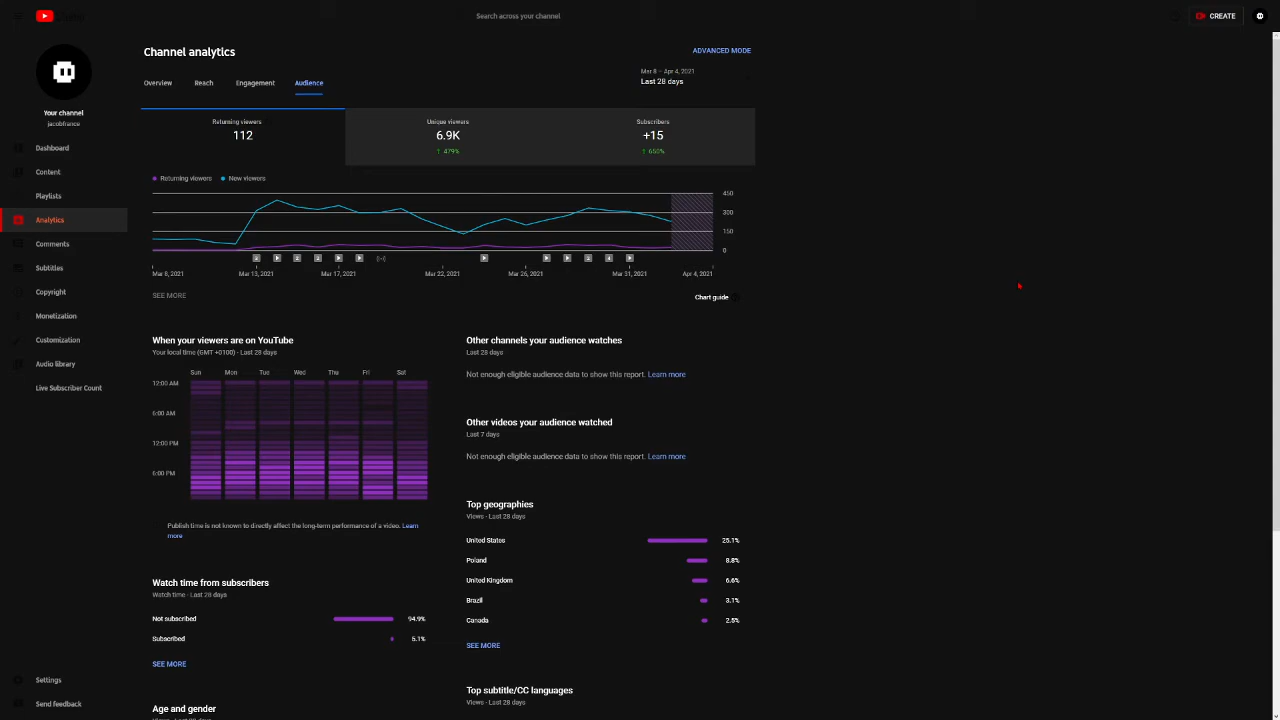 Search across your channel
CREATE
Your channel
jacobfrance
Dashboard
Content
Playlists
Analytics
Comments
Subtitles
Copyright
Monetization
Customization
Audio library
Live Subscriber Count
Settings
Send feedback
Channel analytics
ADVANCED MODE
Overview
Reach
Engagement
Audience
Mar 8 – Apr 4, 2021
Last 28 days
Returning viewers
112
Unique viewers
6.9K
↑ 479%
Subscribers
+15
↑ 650%
Returning viewers
New viewers
450
300
150
0
Mar 8, 2021
Mar 13, 2021
Mar 17, 2021
Mar 22, 2021
Mar 26, 2021
Mar 31, 2021
Apr 4, 2021
SEE MORE
Chart guide
When your viewers are on YouTube
Your local time (GMT +0100) · Last 28 days
Sun Mon Tue Wed Thu Fri Sat
12:00 AM
6:00 AM
12:00 PM
6:00 PM
Publish time is not known to directly affect the long-term performance of a video. Learn
more
Watch time from subscribers
Watch time · Last 28 days
Not subscribed 94.9%
Subscribed 5.1%
SEE MORE
Age and gender
Other channels your audience watches
Last 28 days
Not enough eligible audience data to show this report. Learn more
Other videos your audience watched
Last 7 days
Not enough eligible audience data to show this report. Learn more
Top geographies
Views · Last 28 days
United States 25.1%
Poland 8.8%
United Kingdom 6.6%
Brazil 3.1%
Canada 2.5%
SEE MORE
Top subtitle/CC languages
Views · Last 28 days